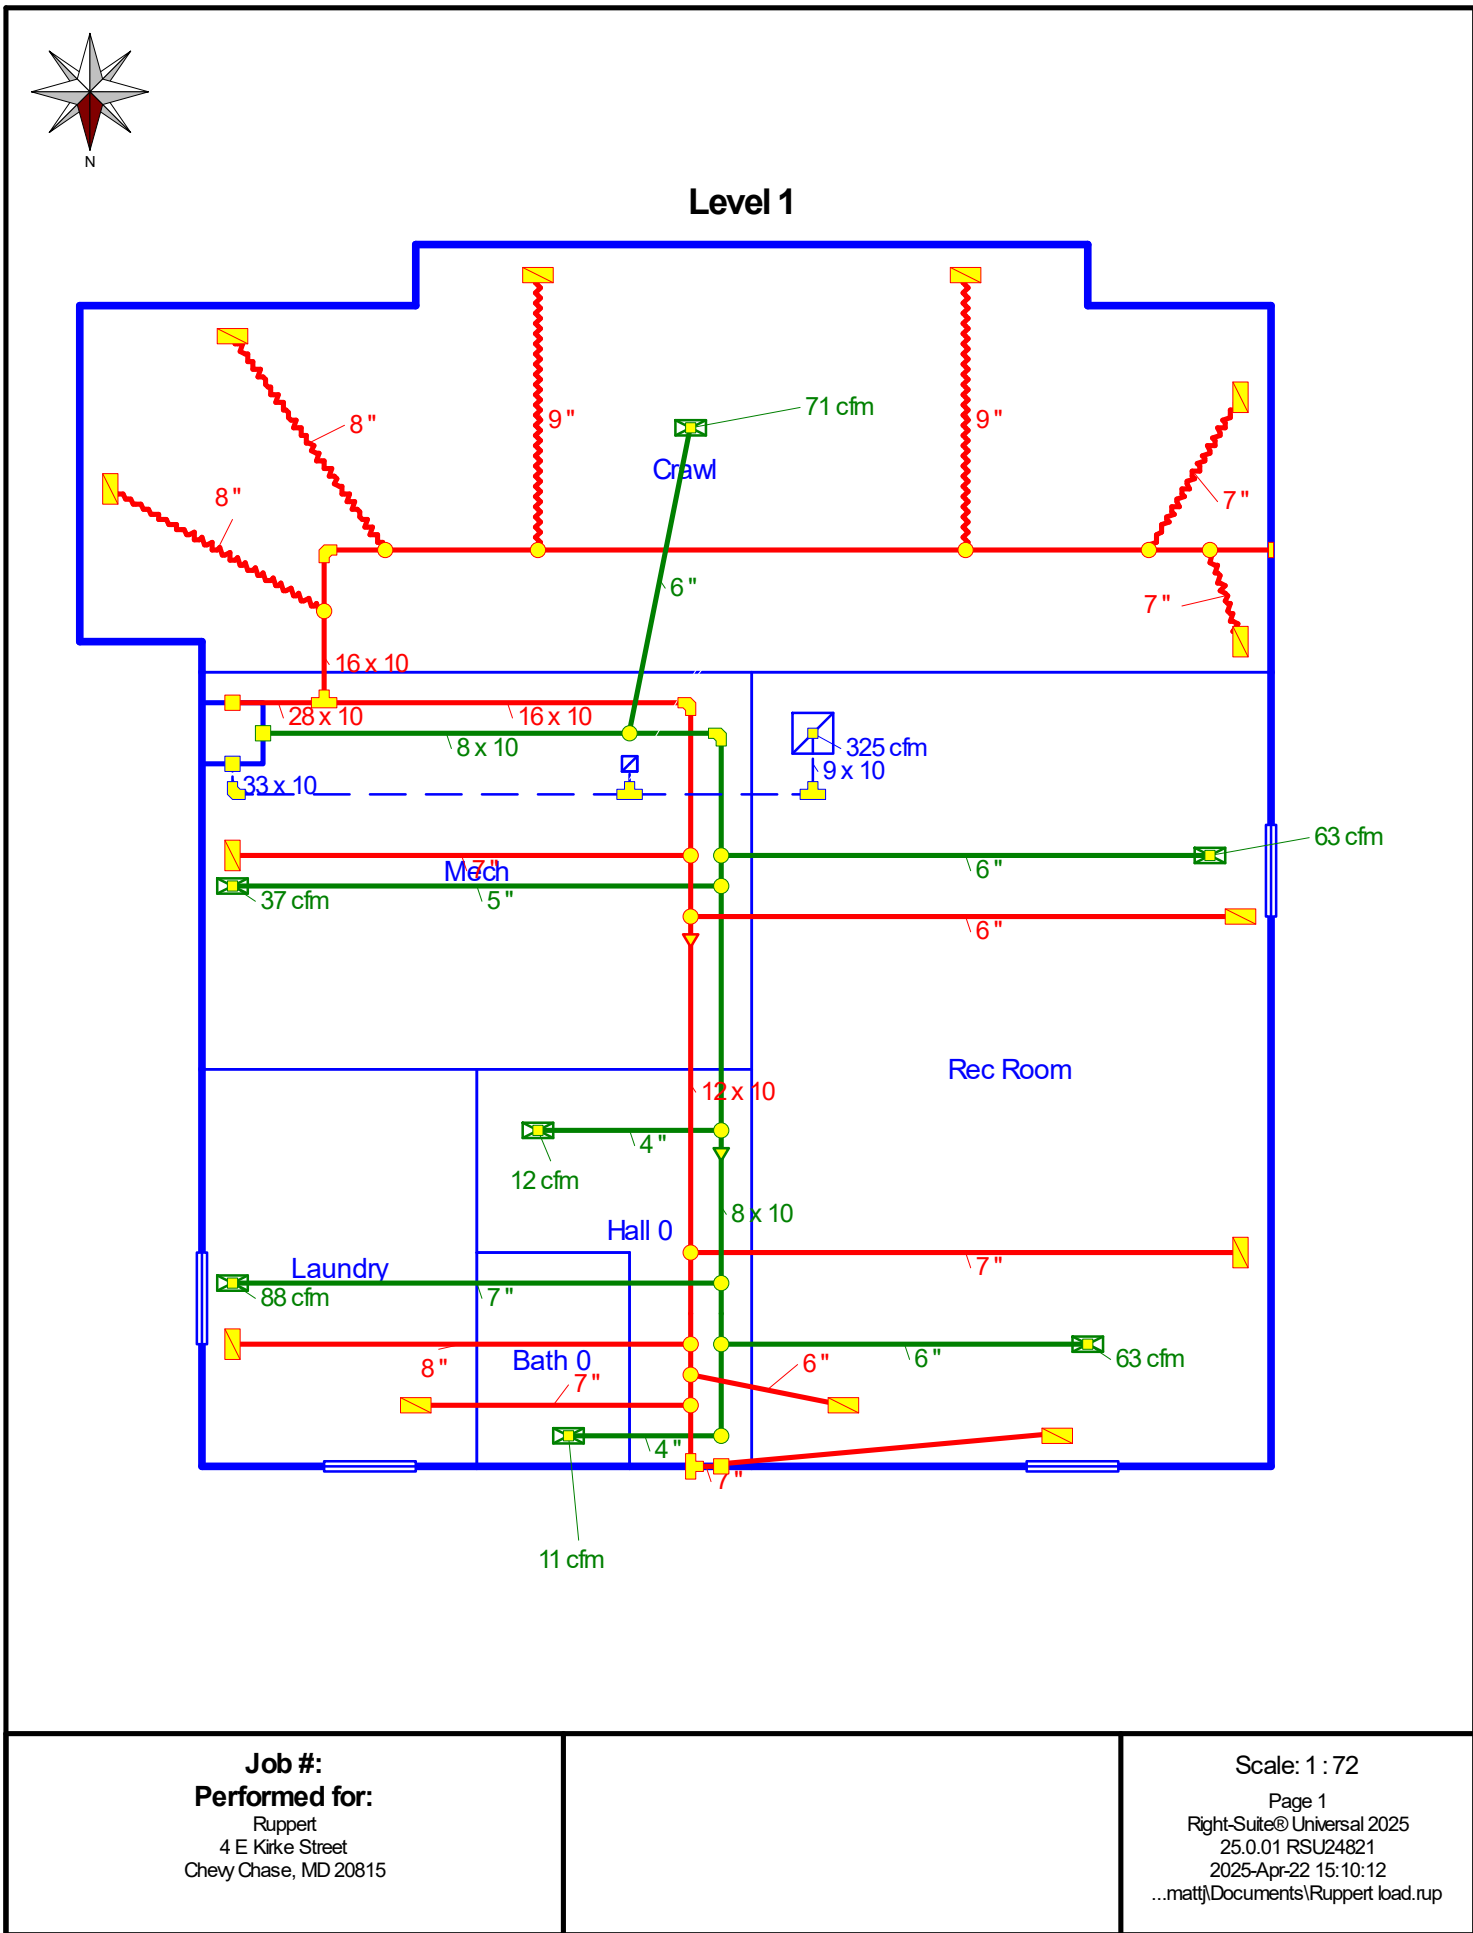 N
Level 1
71 cfm
8 "
9 "
9 "
Crawl
8 "
7 "
6 "
7 "
16 x 10
28 x 10
16 x 10
8 x 10
325 cfm
9 x 10
33 x 10
63 cfm
7 "
Mech
6 "
37 cfm
5 "
6 "
Rec Room
12 x 10
4 "
12 cfm
8 x 10
Hall 0
Laundry
7 "
88 cfm
7 "
Bath 0
8 "
7 "
6 "
6 "
63 cfm
4 "
7 "
11 cfm
Job #:
Performed for:
Ruppert
4 E Kirke Street
Chevy Chase, MD 20815
Scale: 1 : 72
Page 1
Right-Suite® Universal 2025
25.0.01 RSU24821
2025-Apr-22 15:10:12
...mattj\Documents\Ruppert load.rup